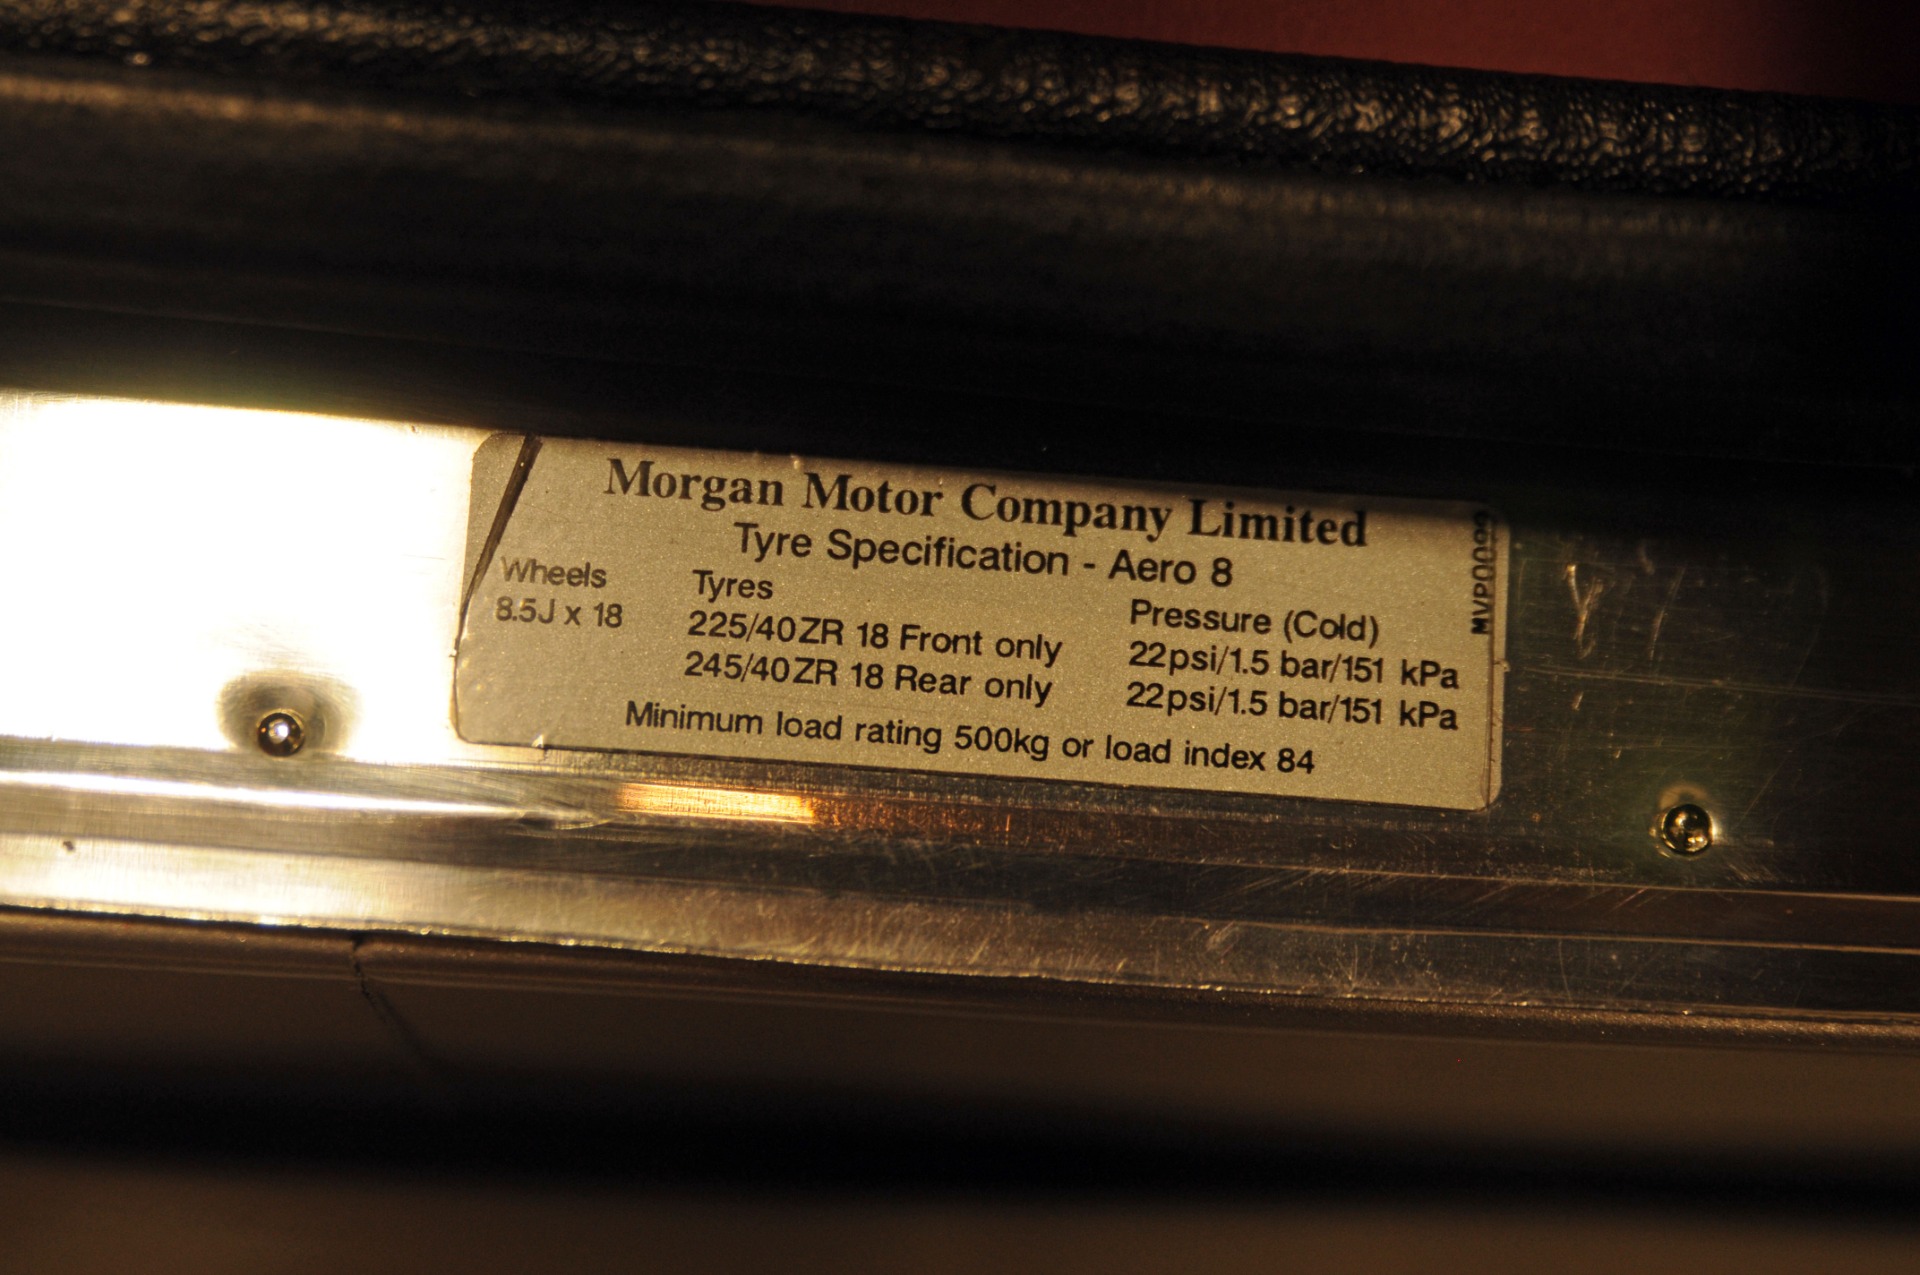 Morgan Motor Company Limited
Tyre Specification - Aero 8
Wheels Tyres Pressure (Cold)
8.5J x 18 225/40ZR 18 Front only 22psi/1.5 bar/151 kPa
245/40ZR 18 Rear only 22psi/1.5 bar/151 kPa
Minimum load rating 500kg or load index 84